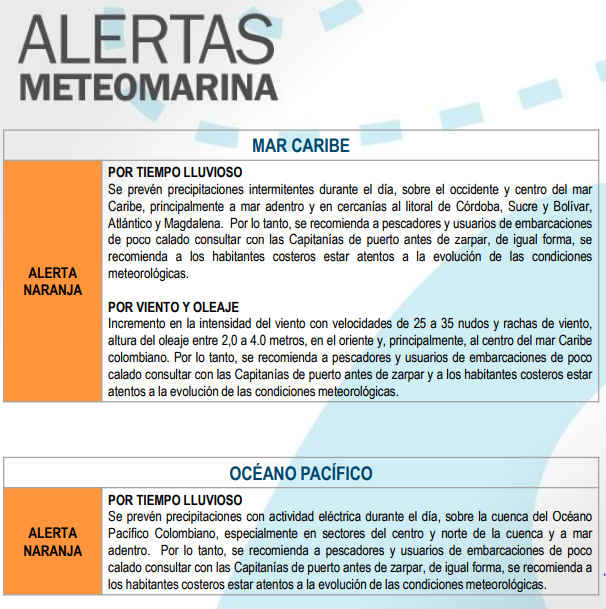 ALERTAS
METEOMARINA
MAR CARIBE
ALERTA
NARANJA
POR TIEMPO LLUVIOSO
Se prevén precipitaciones intermitentes durante el día, sobre el occidente y centro del mar
Caribe, principalmente a mar adentro y en cercanías al litoral de Córdoba, Sucre y Bolívar,
Atlántico y Magdalena. Por lo tanto, se recomienda a pescadores y usuarios de embarcaciones
de poco calado consultar con las Capitanías de puerto antes de zarpar, de igual forma, se
recomienda a los habitantes costeros estar atentos a la evolución de las condiciones
meteorológicas.
POR VIENTO Y OLEAJE
Incremento en la intensidad del viento con velocidades de 25 a 35 nudos y rachas de viento,
altura del oleaje entre 2,0 a 4.0 metros, en el oriente y, principalmente, al centro del mar Caribe
colombiano. Por lo tanto, se recomienda a pescadores y usuarios de embarcaciones de poco
calado consultar con las Capitanías de puerto antes de zarpar y a los habitantes costeros estar
atentos a la evolución de las condiciones meteorológicas.
OCÉANO PACÍFICO
ALERTA
NARANJA
POR TIEMPO LLUVIOSO
Se prevén precipitaciones con actividad eléctrica durante el día, sobre la cuenca del Océano
Pacífico Colombiano, especialmente en sectores del centro y norte de la cuenca y a mar
adentro. Por lo tanto, se recomienda a pescadores y usuarios de embarcaciones de poco
calado consultar con las Capitanías de puerto antes de zarpar, de igual forma, se recomienda a
los habitantes costeros estar atentos a la evolución de las condiciones meteorológicas.